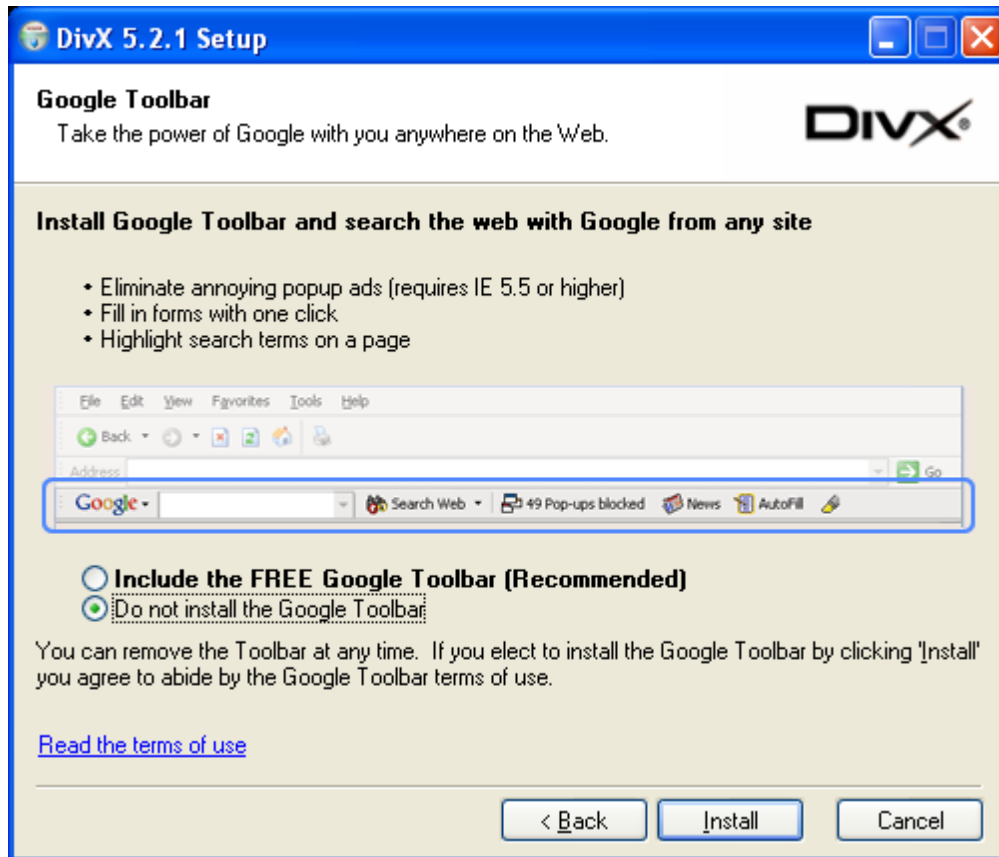 DivX 5.2.1 Setup
Google Toolbar
Take the power of Google with you anywhere on the Web.
DIVX®
Install Google Toolbar and search the web with Google from any site
• Eliminate annoying popup ads (requires IE 5.5 or higher)
• Fill in forms with one click
• Highlight search terms on a page
File Edit View Favorites Tools Help
Back
Address Go
Google Search Web 49 Pop-ups blocked News AutoFill
Include the FREE Google Toolbar (Recommended)
Do not install the Google Toolbar
You can remove the Toolbar at any time. If you elect to install the Google Toolbar by clicking 'Install'
you agree to abide by the Google Toolbar terms of use.
Read the terms of use
< Back Install Cancel